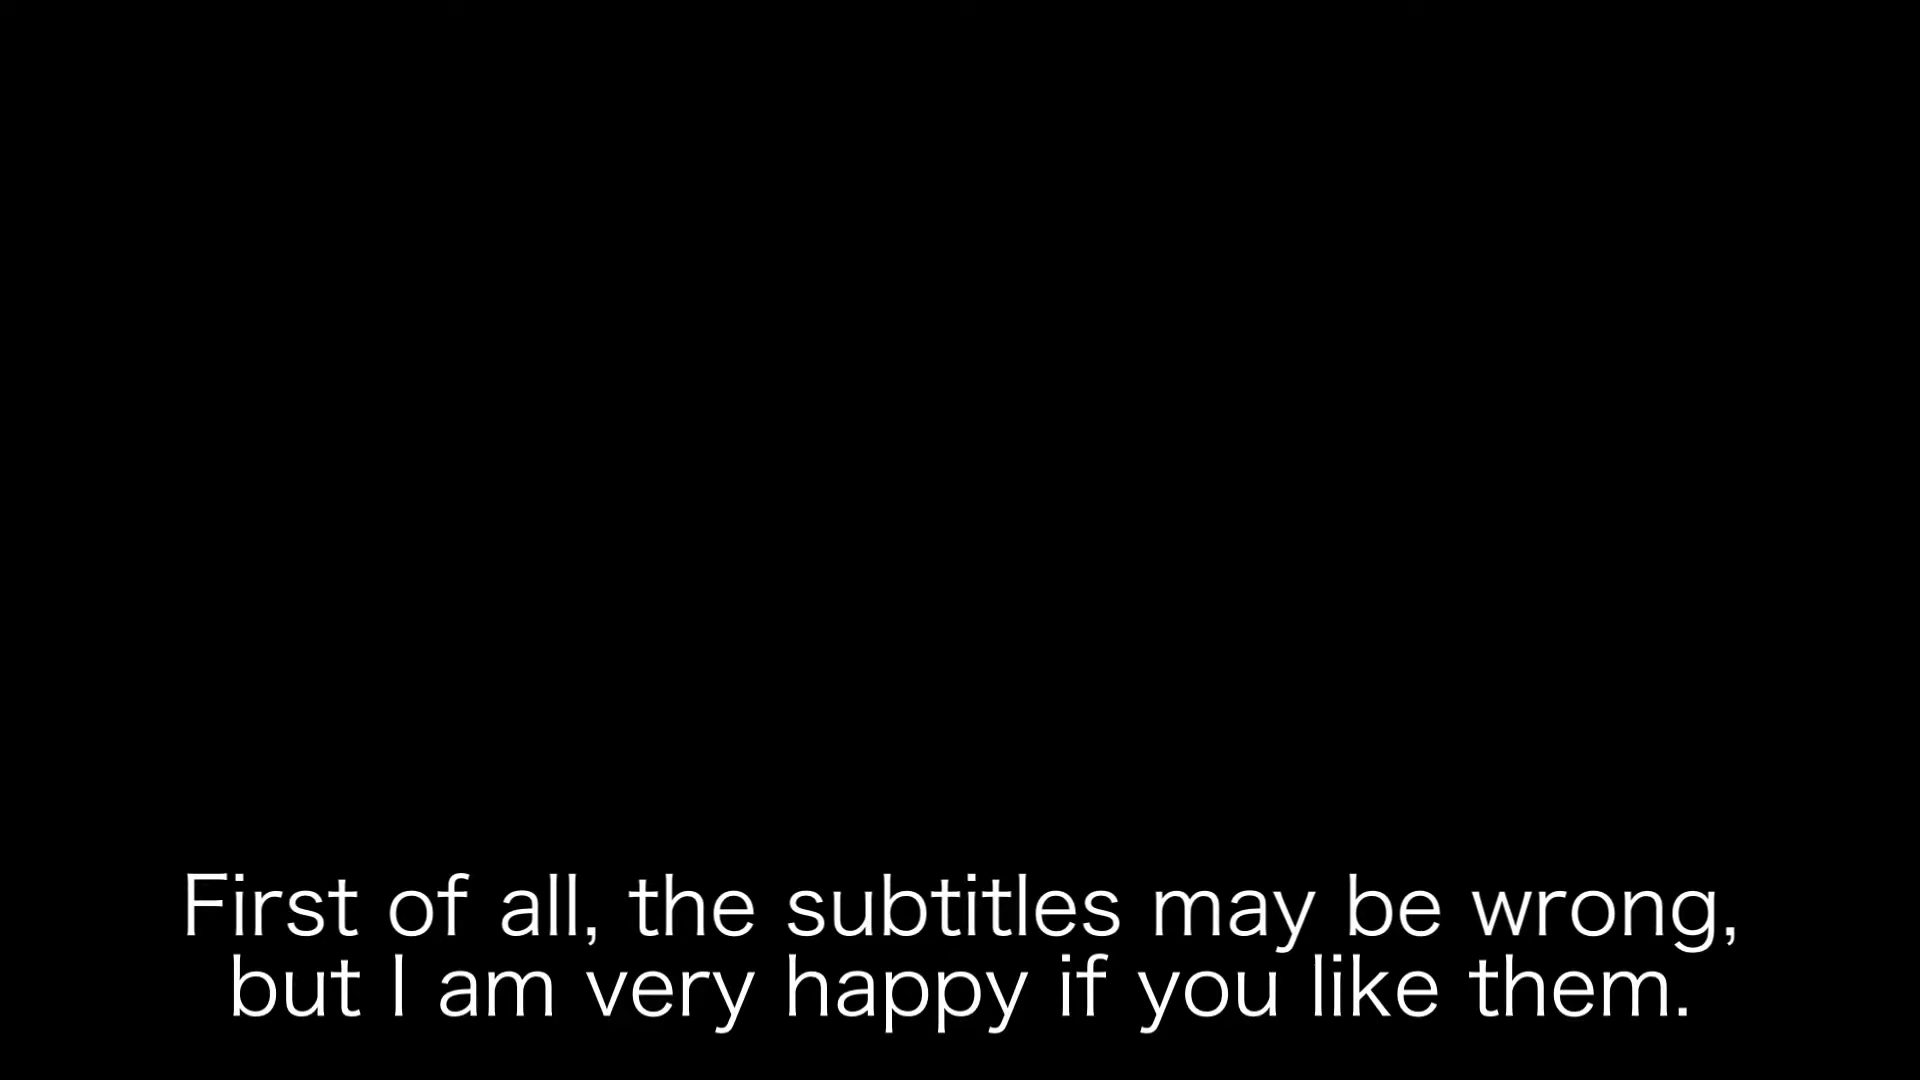 First of all, the subtitles may be wrong,
but I am very happy if you like them.